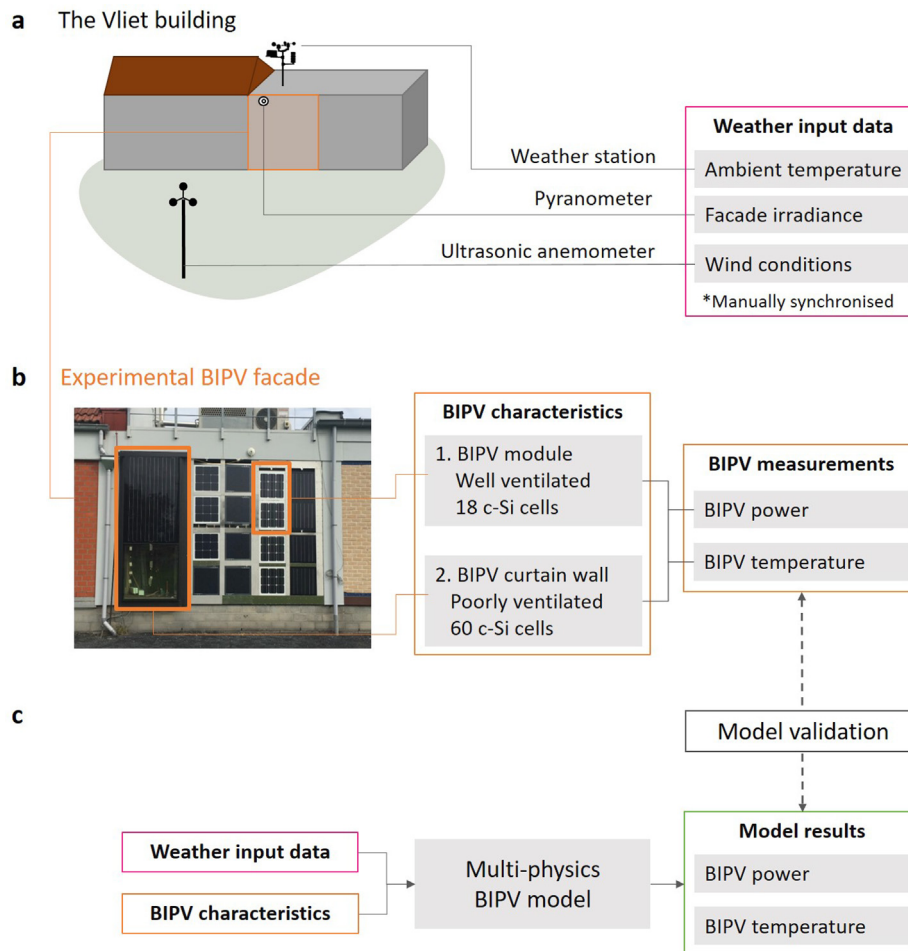 a The Vliet building
Weather input data
Weather station
Ambient temperature
Pyranometer
Facade irradiance
Ultrasonic anemometer
Wind conditions
*Manually synchronised
b Experimental BIPV facade
BIPV characteristics
1. BIPV module
Well ventilated
18 c-Si cells
2. BIPV curtain wall
Poorly ventilated
60 c-Si cells
BIPV measurements
BIPV power
BIPV temperature
c
Model validation
Weather input data
BIPV characteristics
Multi-physics
BIPV model
Model results
BIPV power
BIPV temperature